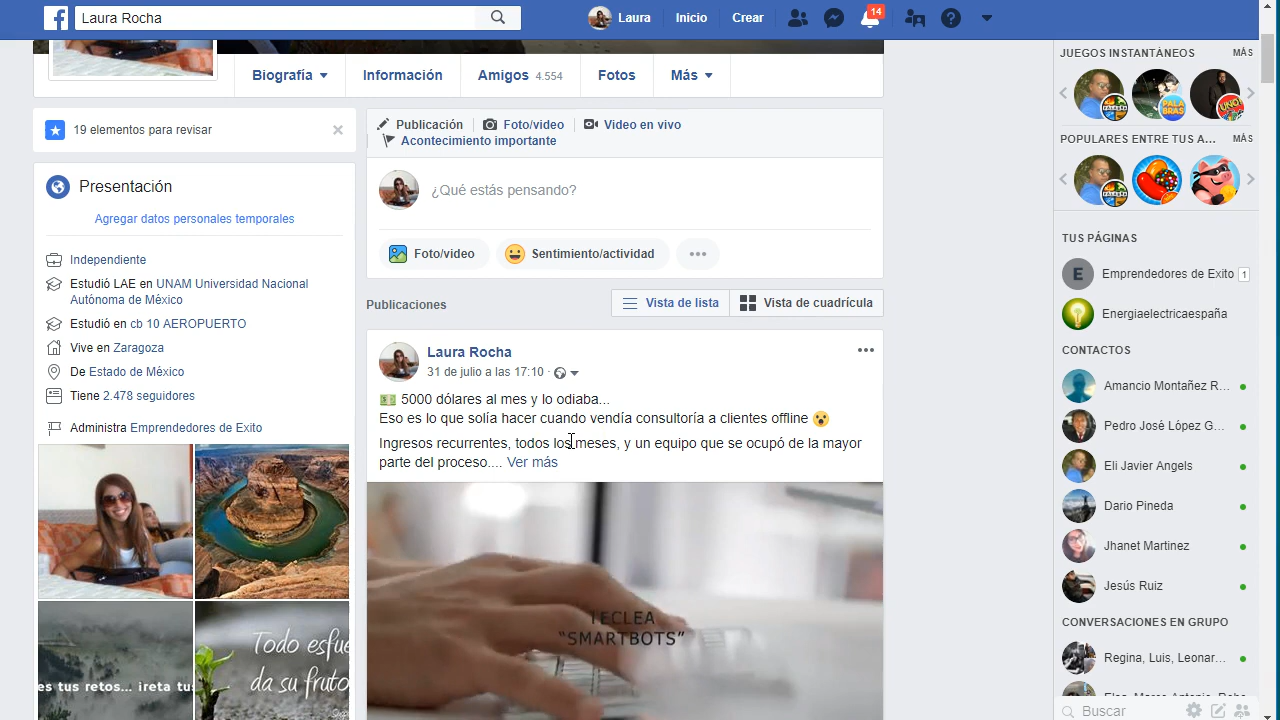 Laura Rocha
Laura
Inicio
Crear
14
Biografía
Información
Amigos 4.554
Fotos
Más
19 elementos para revisar
Presentación
Agregar datos personales temporales
Independiente
Estudió LAE en UNAM Universidad Nacional
Autónoma de México
Estudió en cb 10 AEROPUERTO
Vive en Zaragoza
De Estado de México
Tiene 2.478 seguidores
Administra Emprendedores de Exito
es tus retos... ¡reta tus
Todo esfue
da su fruto
Publicación
Foto/video
Video en vivo
Acontecimiento importante
¿Qué estás pensando?
Foto/video
Sentimiento/actividad
Publicaciones
Vista de lista
Vista de cuadrícula
Laura Rocha
31 de julio a las 17:10 ·
💵 5000 dólares al mes y lo odiaba...
Eso es lo que solía hacer cuando vendía consultoría a clientes offline 😮
Ingresos recurrentes, todos los meses, y un equipo que se ocupó de la mayor
parte del proceso.... Ver más
TECLEA
"SMARTBOTS"
JUEGOS INSTANTÁNEOS
MÁS
PALABRAS
UNO
POPULARES ENTRE TUS A...
MÁS
TUS PÁGINAS
E
Emprendedores de Exito 1
Energiaelectricaespaña
CONTACTOS
Amancio Montañez R...
Pedro José López G...
Eli Javier Angels
Dario Pineda
Jhanet Martinez
Jesús Ruiz
CONVERSACIONES EN GRUPO
Regina, Luis, Leonar...
Buscar